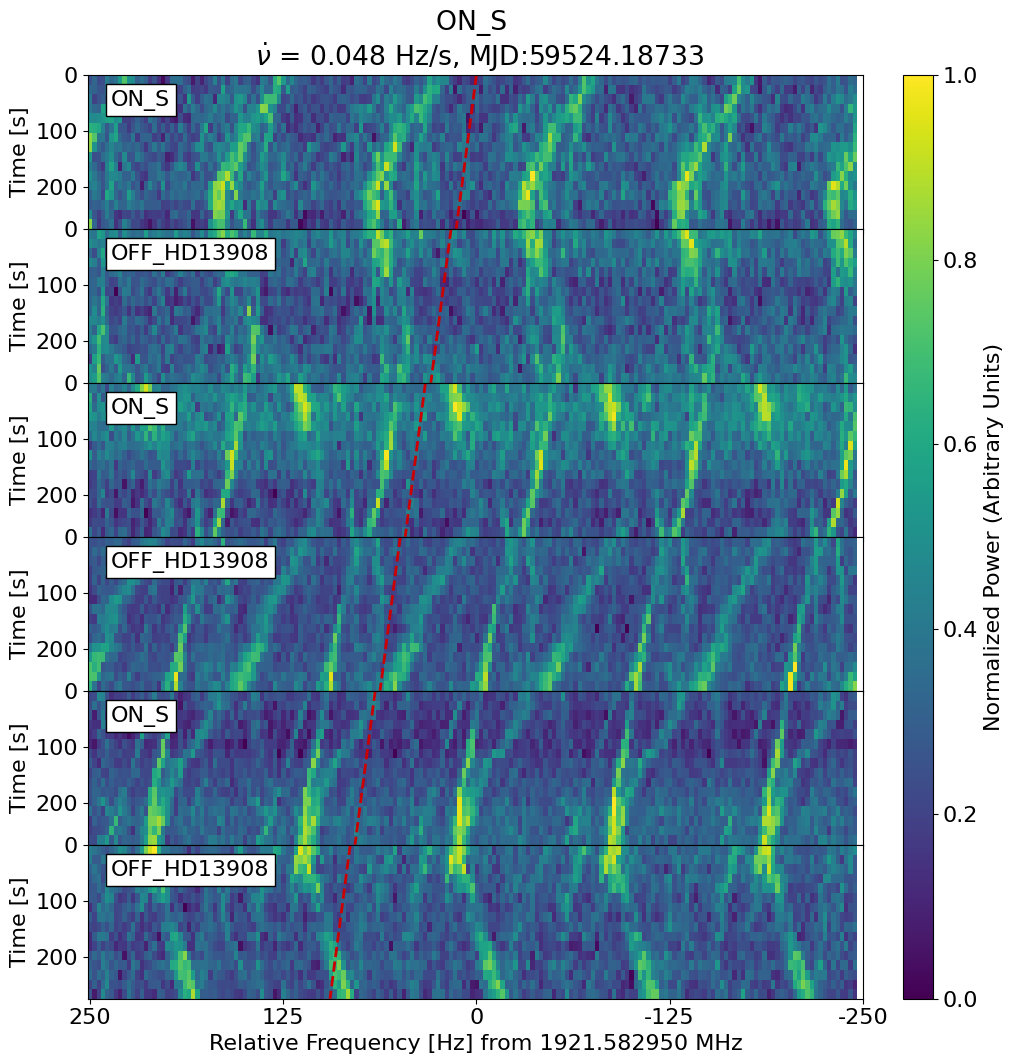 ON_S
ν̇ = 0.048 Hz/s, MJD:59524.18733
0
100
200
Time [s]
ON_S
0
100
200
Time [s]
OFF_HD13908
0
100
200
Time [s]
ON_S
0
100
200
Time [s]
OFF_HD13908
0
100
200
Time [s]
ON_S
0
100
200
Time [s]
OFF_HD13908
250 125 0 -125 -250
Relative Frequency [Hz] from 1921.582950 MHz
1.0
0.8
0.6
0.4
0.2
0.0
Normalized Power (Arbitrary Units)